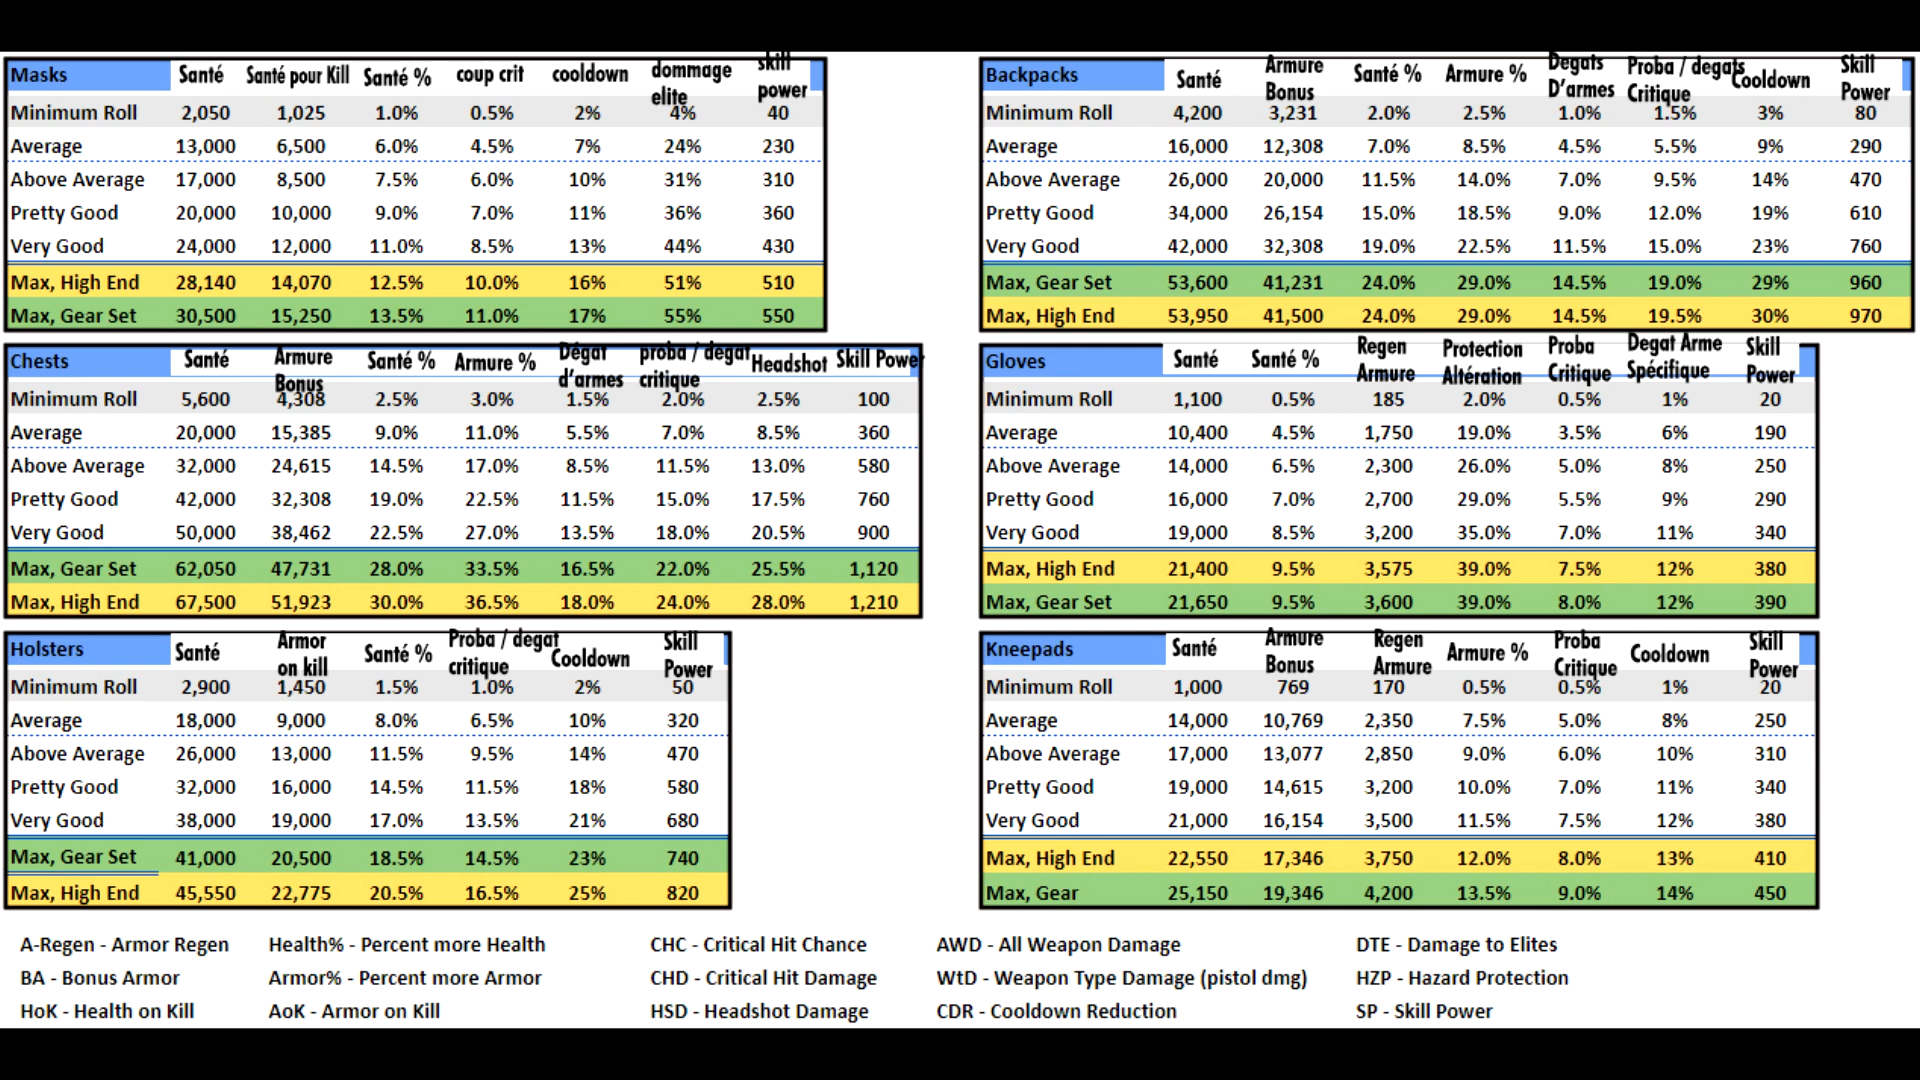 Masks Santé Santé pour Kill Santé % coup crit cooldown dommage elite skill power
Minimum Roll 2,050 1,025 1.0% 0.5% 2% 4% 40
Average 13,000 6,500 6.0% 4.5% 7% 24% 230
Above Average 17,000 8,500 7.5% 6.0% 10% 31% 310
Pretty Good 20,000 10,000 9.0% 7.0% 11% 36% 360
Very Good 24,000 12,000 11.0% 8.5% 13% 44% 430
Max, High End 28,140 14,070 12.5% 10.0% 16% 51% 510
Max, Gear Set 30,500 15,250 13.5% 11.0% 17% 55% 550
Backpacks Santé Armure Bonus Santé % Armure % Degats D'armes Proba / degats Critique Cooldown Skill Power
Minimum Roll 4,200 3,231 2.0% 2.5% 1.0% 1.5% 3% 80
Average 16,000 12,308 7.0% 8.5% 4.5% 5.5% 9% 290
Above Average 26,000 20,000 11.5% 14.0% 7.0% 9.5% 14% 470
Pretty Good 34,000 26,154 15.0% 18.5% 9.0% 12.0% 19% 610
Very Good 42,000 32,308 19.0% 22.5% 11.5% 15.0% 23% 760
Max, Gear Set 53,600 41,231 24.0% 29.0% 14.5% 19.0% 29% 960
Max, High End 53,950 41,500 24.0% 29.0% 14.5% 19.5% 30% 970
Chests Santé Armure Bonus Santé % Armure % Dégat d'armes proba / degat critique Headshot Skill Power
Minimum Roll 5,600 4,308 2.5% 3.0% 1.5% 2.0% 2.5% 100
Average 20,000 15,385 9.0% 11.0% 5.5% 7.0% 8.5% 360
Above Average 32,000 24,615 14.5% 17.0% 8.5% 11.5% 13.0% 580
Pretty Good 42,000 32,308 19.0% 22.5% 11.5% 15.0% 17.5% 760
Very Good 50,000 38,462 22.5% 27.0% 13.5% 18.0% 20.5% 900
Max, Gear Set 62,050 47,731 28.0% 33.5% 16.5% 22.0% 25.5% 1,120
Max, High End 67,500 51,923 30.0% 36.5% 18.0% 24.0% 28.0% 1,210
Gloves Santé Santé % Regen Armure Protection Altération Proba Critique Degat Arme Spécifique Skill Power
Minimum Roll 1,100 0.5% 185 2.0% 0.5% 1% 20
Average 10,400 4.5% 1,750 19.0% 3.5% 6% 190
Above Average 14,000 6.5% 2,300 26.0% 5.0% 8% 250
Pretty Good 16,000 7.0% 2,700 29.0% 5.5% 9% 290
Very Good 19,000 8.5% 3,200 35.0% 7.0% 11% 340
Max, High End 21,400 9.5% 3,575 39.0% 7.5% 12% 380
Max, Gear Set 21,650 9.5% 3,600 39.0% 8.0% 12% 390
Holsters Santé Armor on kill Santé % Proba / degat critique Cooldown Skill Power
Minimum Roll 2,900 1,450 1.5% 1.0% 2% 50
Average 18,000 9,000 8.0% 6.5% 10% 320
Above Average 26,000 13,000 11.5% 9.5% 14% 470
Pretty Good 32,000 16,000 14.5% 11.5% 18% 580
Very Good 38,000 19,000 17.0% 13.5% 21% 680
Max, Gear Set 41,000 20,500 18.5% 14.5% 23% 740
Max, High End 45,550 22,775 20.5% 16.5% 25% 820
Kneepads Santé Armure Bonus Regen Armure Armure % Proba Critique Cooldown Skill Power
Minimum Roll 1,000 769 170 0.5% 0.5% 1% 20
Average 14,000 10,769 2,350 7.5% 5.0% 8% 250
Above Average 17,000 13,077 2,850 9.0% 6.0% 10% 310
Pretty Good 19,000 14,615 3,200 10.0% 7.0% 11% 340
Very Good 21,000 16,154 3,500 11.5% 7.5% 12% 380
Max, High End 22,550 17,346 3,750 12.0% 8.0% 13% 410
Max, Gear 25,150 19,346 4,200 13.5% 9.0% 14% 450
A-Regen - Armor Regen Health% - Percent more Health CHC - Critical Hit Chance AWD - All Weapon Damage DTE - Damage to Elites
BA - Bonus Armor Armor% - Percent more Armor CHD - Critical Hit Damage WtD - Weapon Type Damage (pistol dmg) HZP - Hazard Protection
HoK - Health on Kill AoK - Armor on Kill HSD - Headshot Damage CDR - Cooldown Reduction SP - Skill Power